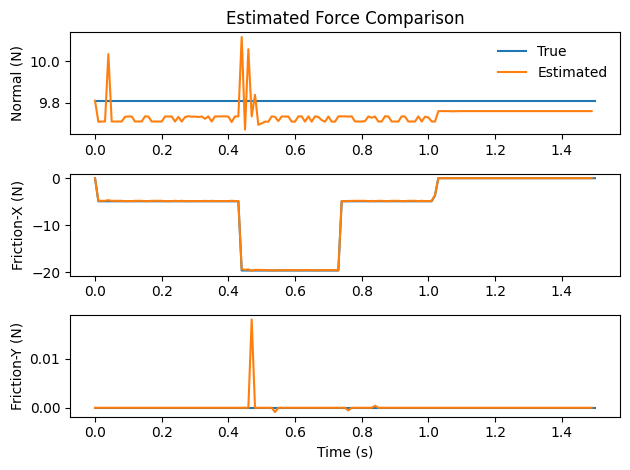 Estimated Force Comparison
Normal (N)
10.0
9.8
True
Estimated
0.0 0.2 0.4 0.6 0.8 1.0 1.2 1.4
Friction-X (N)
0
−10
−20
0.0 0.2 0.4 0.6 0.8 1.0 1.2 1.4
Friction-Y (N)
0.01
0.00
0.0 0.2 0.4 0.6 0.8 1.0 1.2 1.4
Time (s)